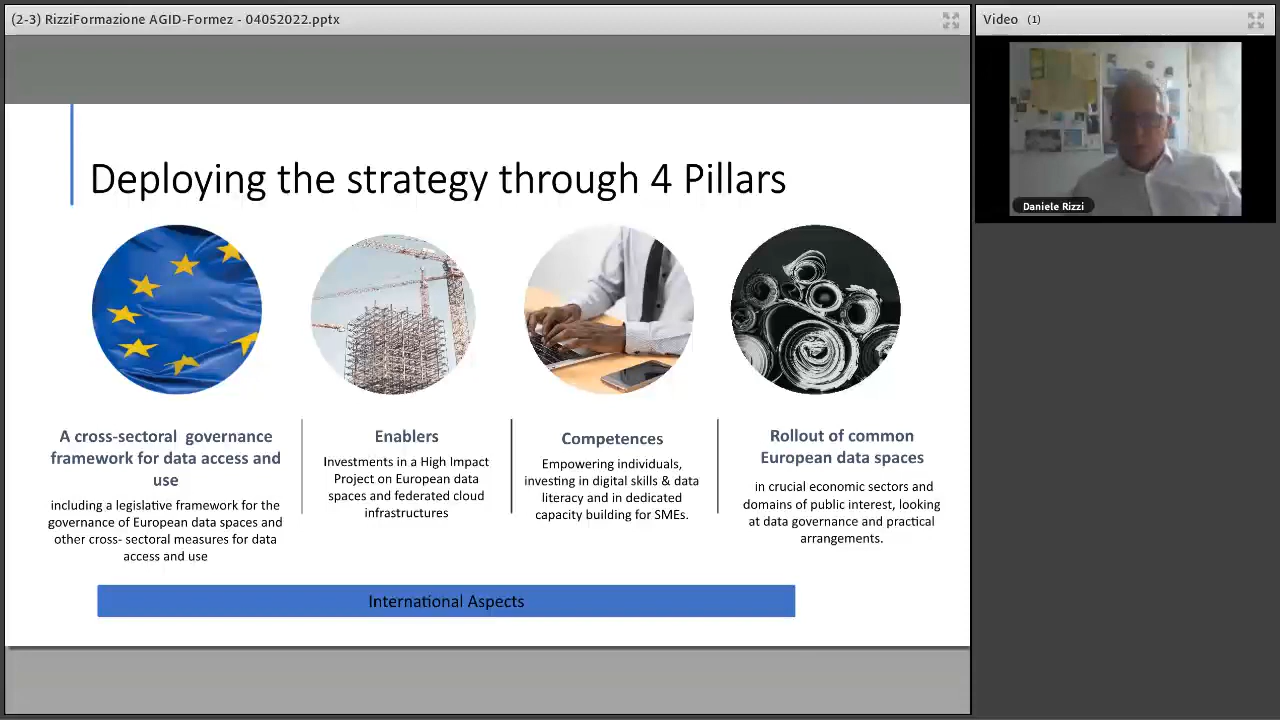 (2-3) RizziFormazione AGID-Formez - 04052022.pptx
Video (1)
Daniele Rizzi
Deploying the strategy through 4 Pillars
A cross-sectoral governance
framework for data access and
use
including a legislative framework for the
governance of European data spaces and
other cross- sectoral measures for data
access and use
Enablers
Investments in a High Impact
Project on European data
spaces and federated cloud
infrastructures
Competences
Empowering individuals,
investing in digital skills & data
literacy and in dedicated
capacity building for SMEs.
Rollout of common
European data spaces
in crucial economic sectors and
domains of public interest, looking
at data governance and practical
arrangements.
International Aspects